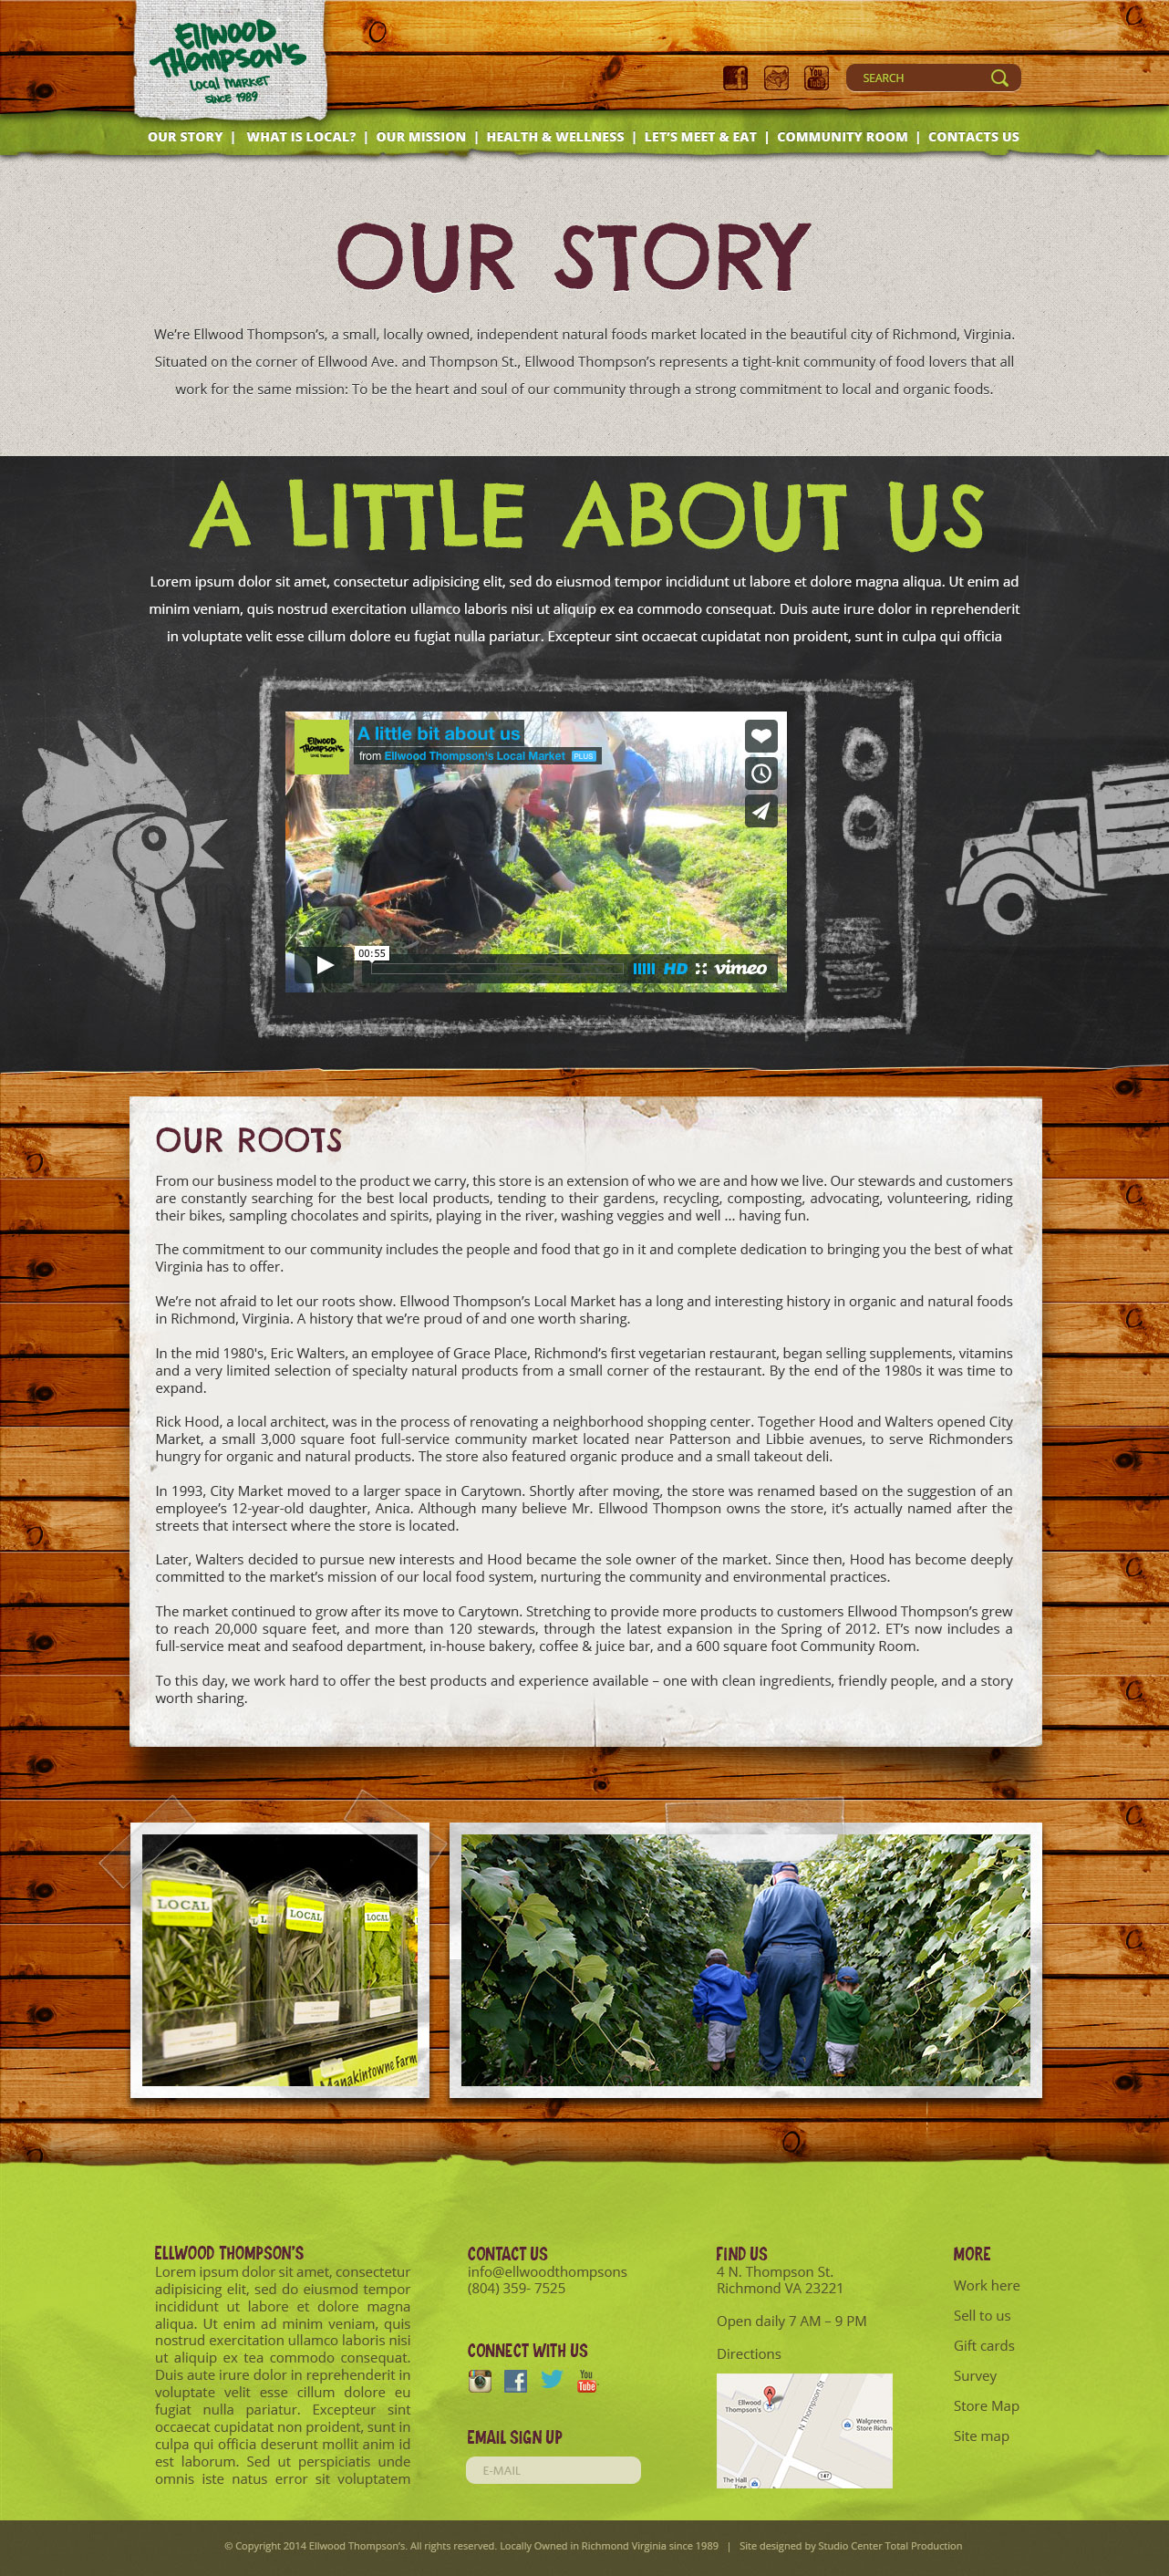 Ellwood
Thompson's
Local Market
Since 1989
SEARCH
OUR STORY | WHAT IS LOCAL? | OUR MISSION | HEALTH & WELLNESS | LET'S MEET & EAT | COMMUNITY ROOM | CONTACTS US
OUR STORY
We're Ellwood Thompson's, a small, locally owned, independent natural foods market located in the beautiful city of Richmond, Virginia.
Situated on the corner of Ellwood Ave. and Thompson St., Ellwood Thompson's represents a tight-knit community of food lovers that all
work for the same mission: To be the heart and soul of our community through a strong commitment to local and organic foods.
A LITTLE ABOUT US
Lorem ipsum dolor sit amet, consectetur adipisicing elit, sed do eiusmod tempor incididunt ut labore et dolore magna aliqua. Ut enim ad
minim veniam, quis nostrud exercitation ullamco laboris nisi ut aliquip ex ea commodo consequat. Duis aute irure dolor in reprehenderit
in voluptate velit esse cillum dolore eu fugiat nulla pariatur. Excepteur sint occaecat cupidatat non proident, sunt in culpa qui officia
Ellwood
Thompson's
A little bit about us
from Ellwood Thompson's Local Market PLUS
00:55
HD vimeo
OUR ROOTS
From our business model to the product we carry, this store is an extension of who we are and how we live. Our stewards and customers
are constantly searching for the best local products, tending to their gardens, recycling, composting, advocating, volunteering, riding
their bikes, sampling chocolates and spirits, playing in the river, washing veggies and well ... having fun.
The commitment to our community includes the people and food that go in it and complete dedication to bringing you the best of what
Virginia has to offer.
We're not afraid to let our roots show. Ellwood Thompson's Local Market has a long and interesting history in organic and natural foods
in Richmond, Virginia. A history that we're proud of and one worth sharing.
In the mid 1980's, Eric Walters, an employee of Grace Place, Richmond's first vegetarian restaurant, began selling supplements, vitamins
and a very limited selection of specialty natural products from a small corner of the restaurant. By the end of the 1980s it was time to
expand.
Rick Hood, a local architect, was in the process of renovating a neighborhood shopping center. Together Hood and Walters opened City
Market, a small 3,000 square foot full-service community market located near Patterson and Libbie avenues, to serve Richmonders
hungry for organic and natural products. The store also featured organic produce and a small takeout deli.
In 1993, City Market moved to a larger space in Carytown. Shortly after moving, the store was renamed based on the suggestion of an
employee's 12-year-old daughter, Anica. Although many believe Mr. Ellwood Thompson owns the store, it's actually named after the
streets that intersect where the store is located.
Later, Walters decided to pursue new interests and Hood became the sole owner of the market. Since then, Hood has become deeply
committed to the market's mission of our local food system, nurturing the community and environmental practices.
The market continued to grow after its move to Carytown. Stretching to provide more products to customers Ellwood Thompson's grew
to reach 20,000 square feet, and more than 120 stewards, through the latest expansion in the Spring of 2012. ET's now includes a
full-service meat and seafood department, in-house bakery, coffee & juice bar, and a 600 square foot Community Room.
To this day, we work hard to offer the best products and experience available – one with clean ingredients, friendly people, and a story
worth sharing.
LOCAL
LOCAL
LOCAL
Manakintowne Farm
ELLWOOD THOMPSON'S
Lorem ipsum dolor sit amet, consectetur
adipisicing elit, sed do eiusmod tempor
incididunt ut labore et dolore magna
aliqua. Ut enim ad minim veniam, quis
nostrud exercitation ullamco laboris nisi
ut aliquip ex tea commodo consequat.
Duis aute irure dolor in reprehenderit in
voluptate velit esse cillum dolore eu
fugiat nulla pariatur. Excepteur sint
occaecat cupidatat non proident, sunt in
culpa qui officia deserunt mollit anim id
est laborum. Sed ut perspiciatis unde
omnis iste natus error sit voluptatem
CONTACT US
info@ellwoodthompsons
(804) 359- 7525
CONNECT WITH US
You
Tube
EMAIL SIGN UP
E-MAIL
FIND US
4 N. Thompson St.
Richmond VA 23221
Open daily 7 AM – 9 PM
Directions
A
Ellwood
Thompson's
N Thompson St
Walgreens
Store Richm
147
The Hall
Tree
MORE
Work here
Sell to us
Gift cards
Survey
Store Map
Site map
© Copyright 2014 Ellwood Thompson's. All rights reserved. Locally Owned in Richmond Virginia since 1989 | Site designed by Studio Center Total Production